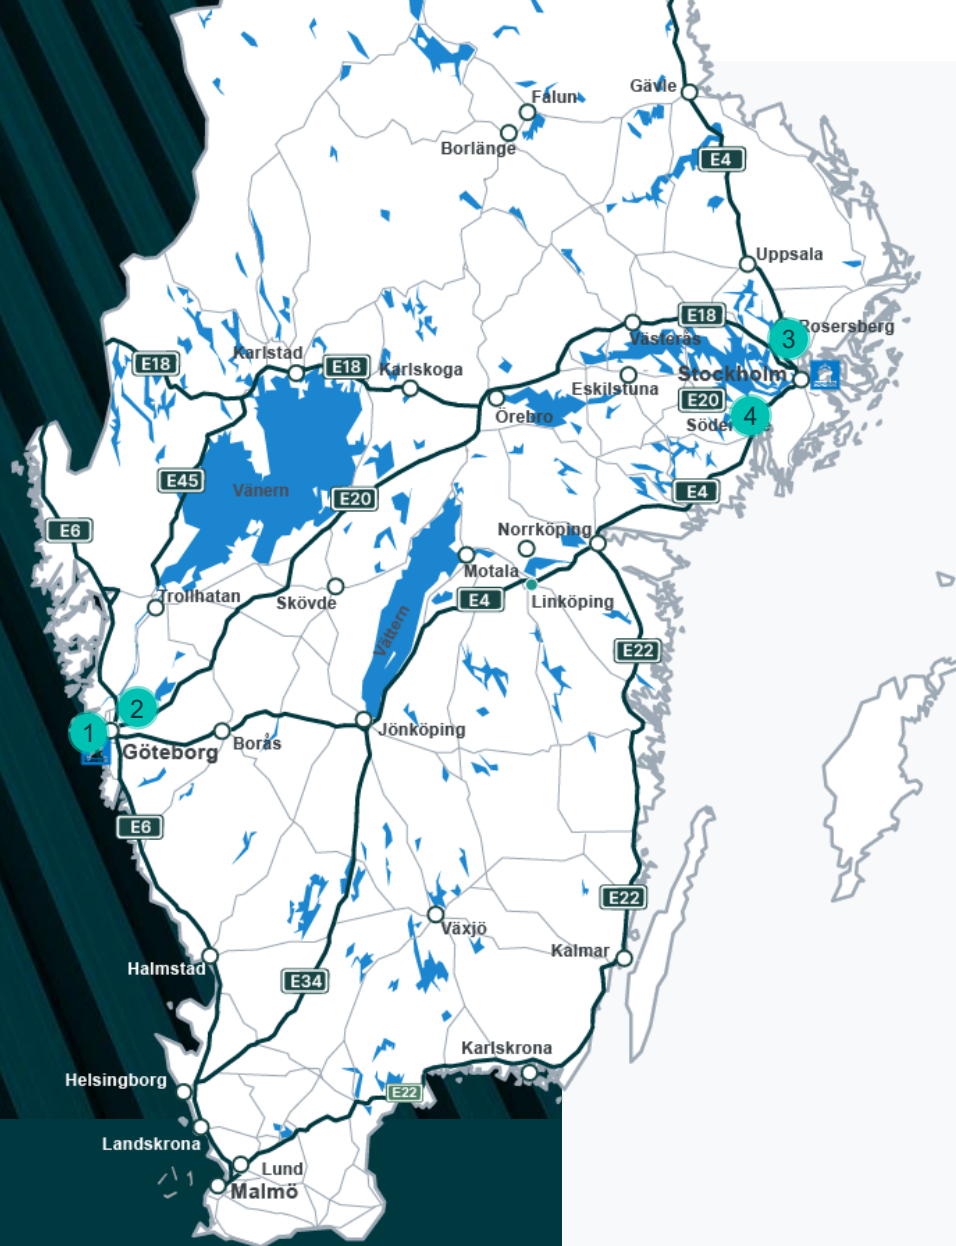 Gävle
Falun
Borlänge
E4
Uppsala
E18
Rosersberg
3
Västerås
Karlstad
E18
E18
Karlskoga
Stockholm
Eskilstuna
E20
Örebro
4
E45
Vänern
E20
E4
E6
Norrköping
Motala
Trollhatan
Skövde
E4
Linköping
Vättern
E22
2
1
Göteborg
Borås
Jönköping
E6
E22
Växjö
Kalmar
Halmstad
E34
Karlskrona
Helsingborg
E22
Landskrona
Lund
Malmö